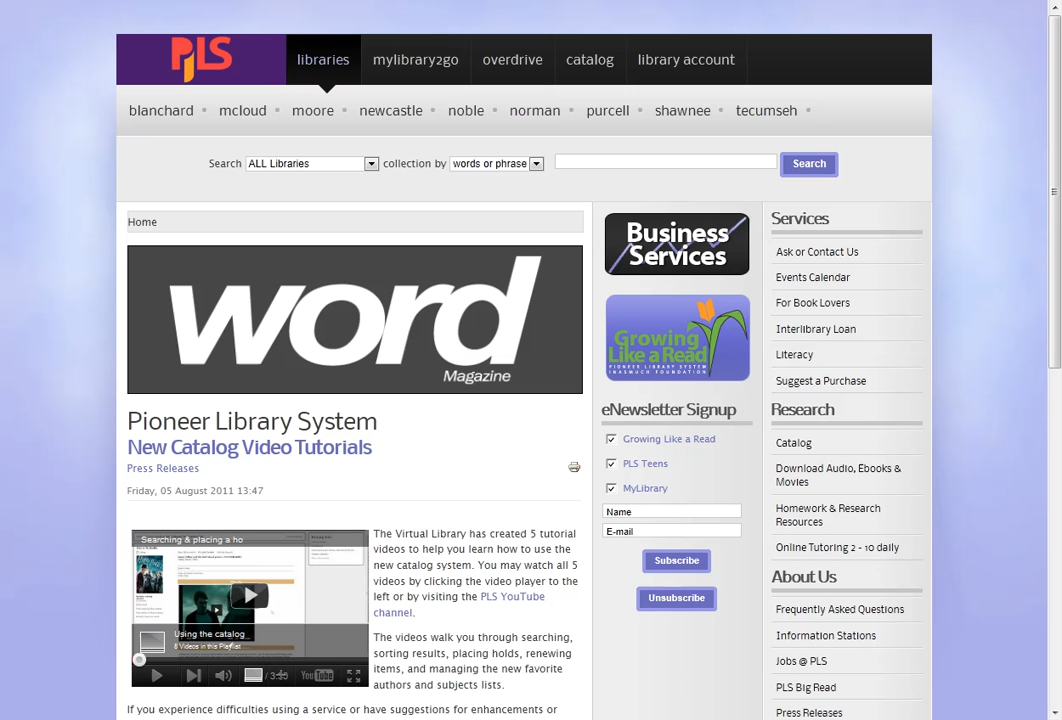 PLS
libraries
mylibrary2go
overdrive
catalog
library account
blanchard • mcloud • moore • newcastle • noble • norman • purcell • shawnee • tecumseh •
Search ALL Libraries collection by words or phrase Search
Home
word
Magazine
Pioneer Library System
New Catalog Video Tutorials
Press Releases
Friday, 05 August 2011 13:47
Searching & placing a ho
Using the catalog
5 Videos in this Playlist
/ 3:35
YouTube
The Virtual Library has created 5 tutorial
videos to help you learn how to use the
new catalog system. You may watch all 5
videos by clicking the video player to the
left or by visiting the PLS YouTube
channel.
The videos walk you through searching,
sorting results, placing holds, renewing
items, and managing the new favorite
authors and subjects lists.
If you experience difficulties using a service or have suggestions for enhancements or
Business
Services
Growing
Like a Read
PIONEER LIBRARY SYSTEM
INASMUCH FOUNDATION
eNewsletter Signup
Growing Like a Read
PLS Teens
MyLibrary
Name
E-mail
Subscribe
Unsubscribe
Services
Ask or Contact Us
Events Calendar
For Book Lovers
Interlibrary Loan
Literacy
Suggest a Purchase
Research
Catalog
Download Audio, Ebooks &
Movies
Homework & Research
Resources
Online Tutoring 2 - 10 daily
About Us
Frequently Asked Questions
Information Stations
Jobs @ PLS
PLS Big Read
Press Releases